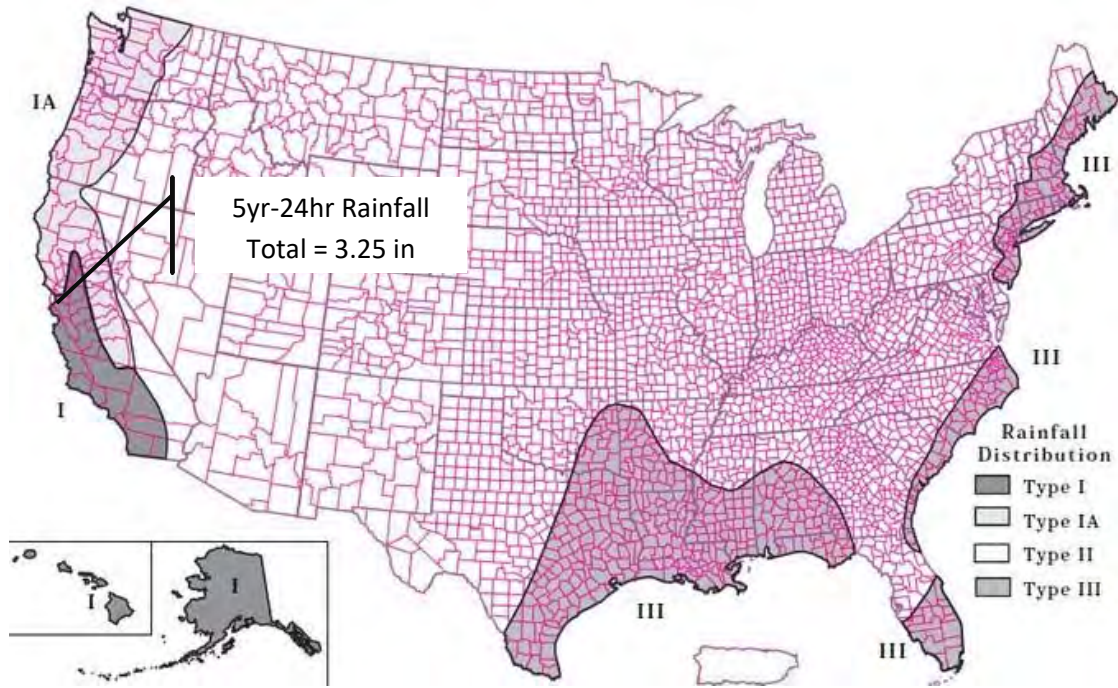 IA
III
5yr-24hr Rainfall
Total = 3.25 in
III
I
Rainfall
Distribution
Type I
Type IA
Type II
Type III
I
I
III
III